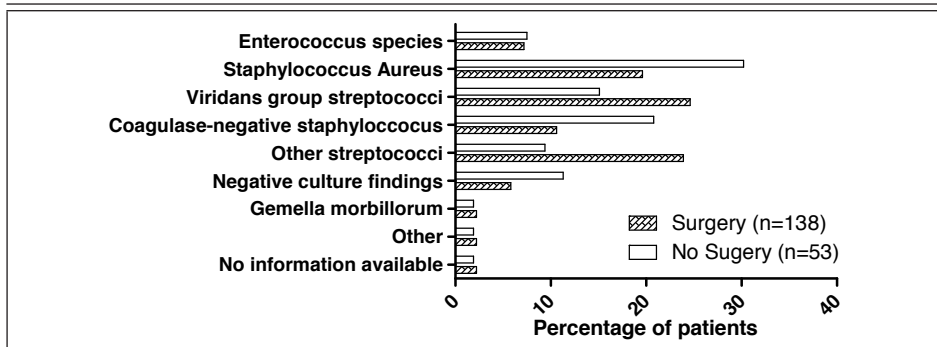 Enterococcus species
Staphylococcus Aureus
Viridans group streptococci
Coagulase-negative staphyloccocus
Other streptococci
Negative culture findings
Gemella morbillorum
Other
No information available
Surgery (n=138)
No Sugery (n=53)
0 10 20 30 40
Percentage of patients